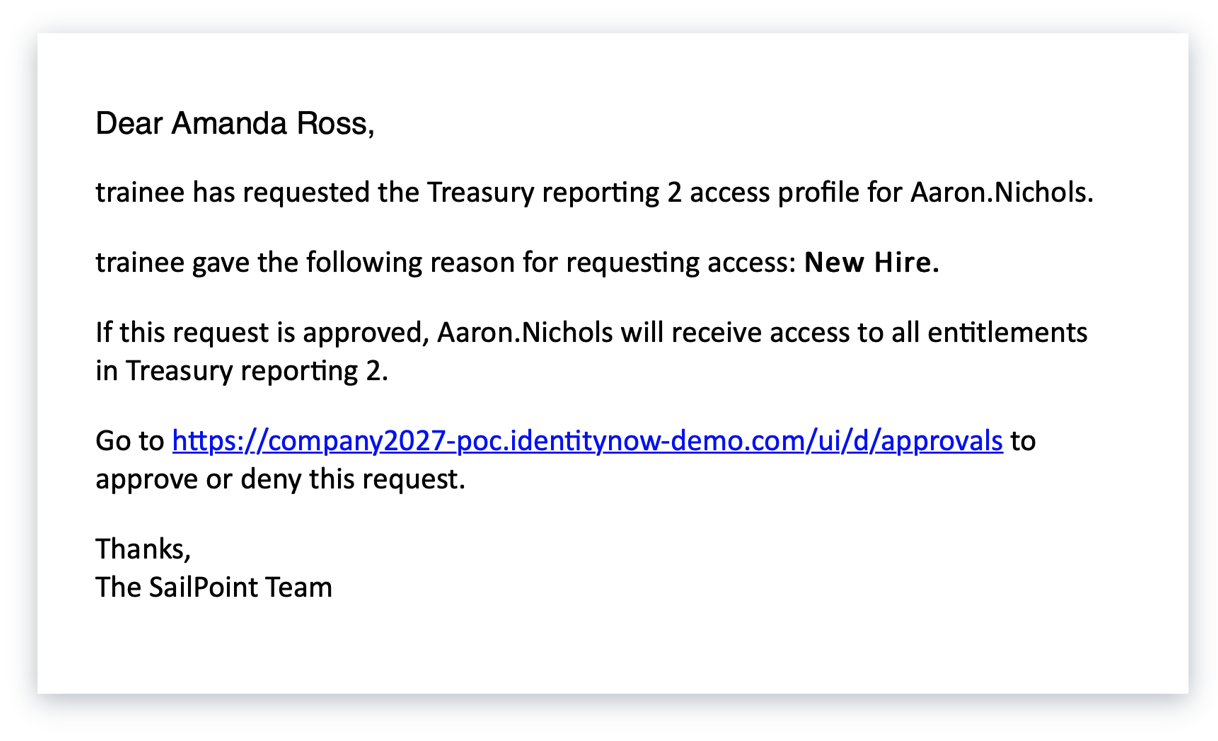 Dear Amanda Ross,
trainee has requested the Treasury reporting 2 access profile for Aaron.Nichols.
trainee gave the following reason for requesting access: New Hire.
If this request is approved, Aaron.Nichols will receive access to all entitlements
in Treasury reporting 2.
Go to https://company2027-poc.identitynow-demo.com/ui/d/approvals to
approve or deny this request.
Thanks,
The SailPoint Team